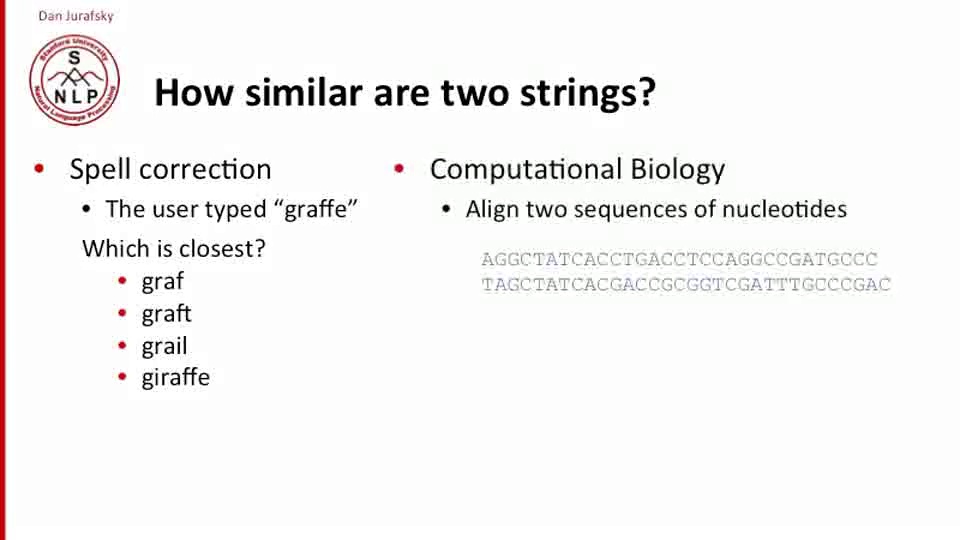 Dan Jurafsky
Stanford University
S
NLP
Natural Language Processing
How similar are two strings?
• Spell correction
• The user typed “graffe”
Which is closest?
• graf
• graft
• grail
• giraffe
• Computational Biology
• Align two sequences of nucleotides
AGGCTATCACCTGACCTCCAGGCCGATGCCC
TAGCTATCACGACCGCGGTCGATTTGCCCGAC